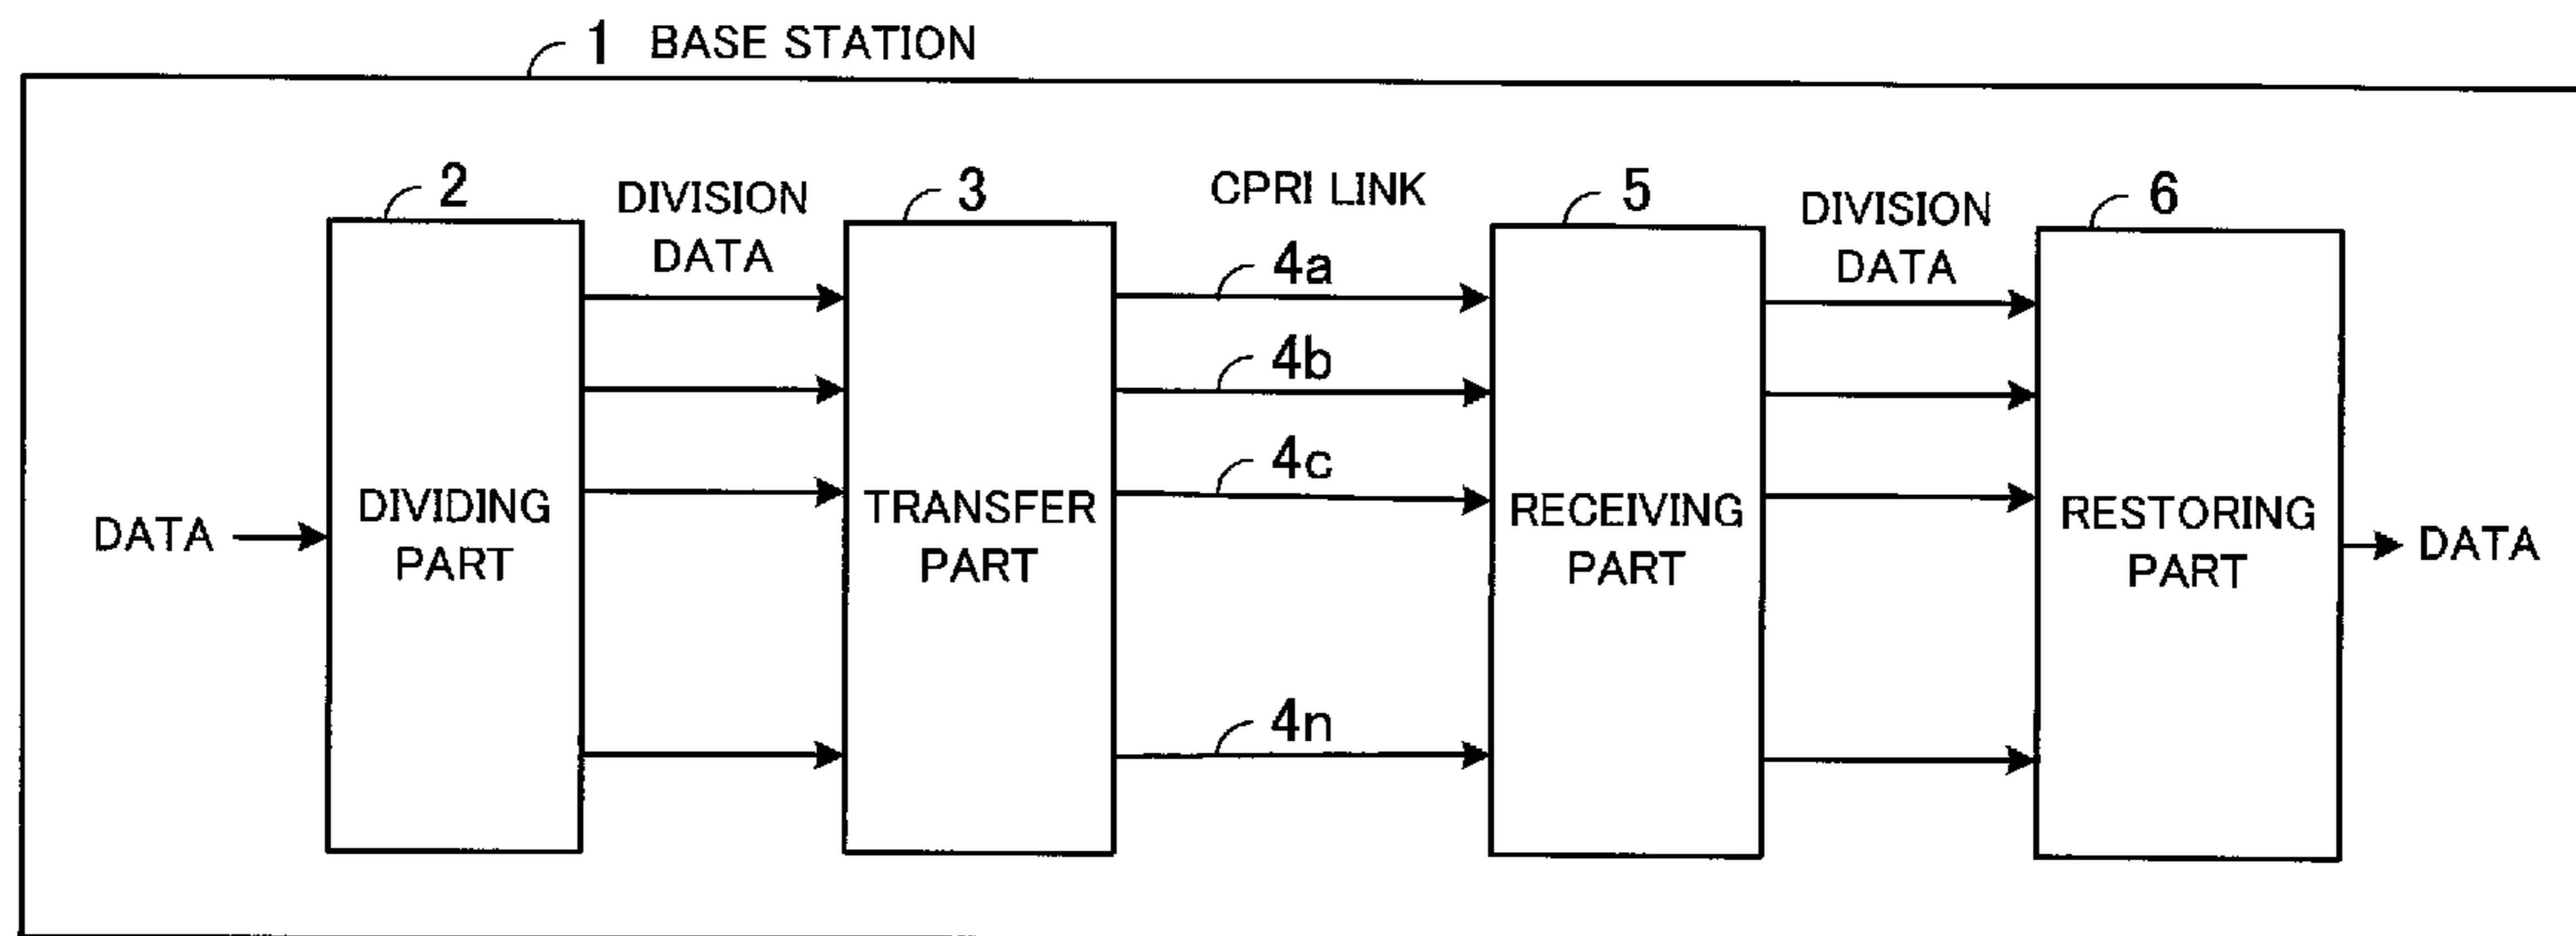 1 BASE STATION
2
DIVISION
DATA
3
CPRI LINK
5
DIVISION
DATA
6
4a
4b
4c
4n
DATA
DIVIDING
PART
TRANSFER
PART
RECEIVING
PART
RESTORING
PART
DATA